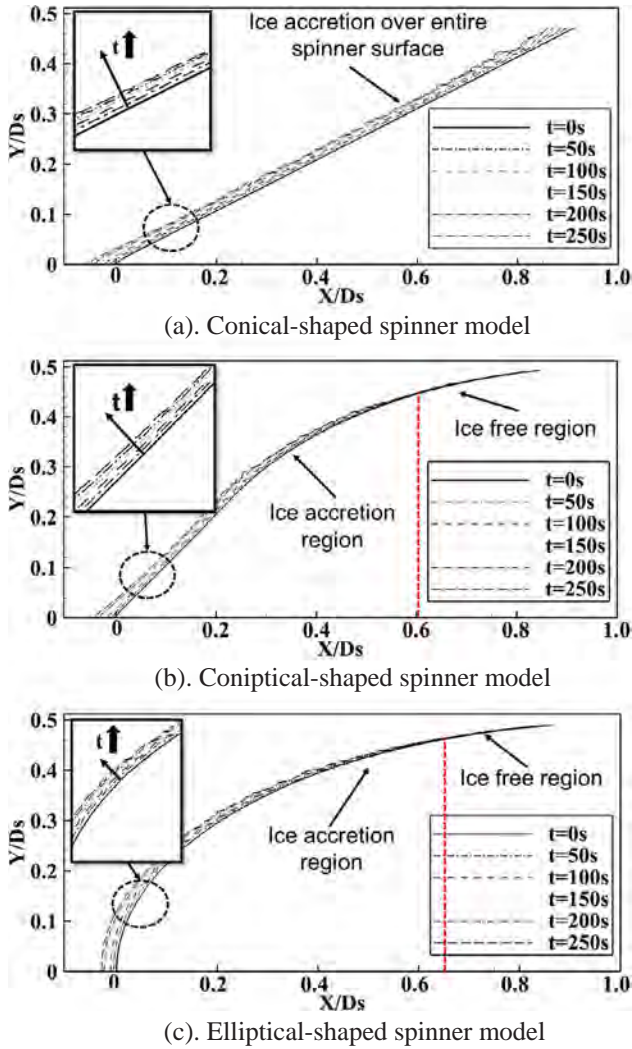 Y/Ds
0.5
0.4
0.3
0.2
0.1
0
t
Ice accretion over entire
spinner surface
t=0s
t=50s
t=100s
t=150s
t=200s
t=250s
0
0.2
0.4
0.6
0.8
1.0
X/Ds
(a). Conical-shaped spinner model
Y/Ds
0.5
0.4
0.3
0.2
0.1
0
t
Ice free region
Ice accretion
region
t=0s
t=50s
t=100s
t=150s
t=200s
t=250s
0
0.2
0.4
0.6
0.8
1.0
X/Ds
(b). Coniptical-shaped spinner model
Y/Ds
0.5
0.4
0.3
0.2
0.1
0
t
Ice free region
Ice accretion
region
t=0s
t=50s
t=100s
t=150s
t=200s
t=250s
0
0.2
0.4
0.6
0.8
1.0
X/Ds
(c). Elliptical-shaped spinner model